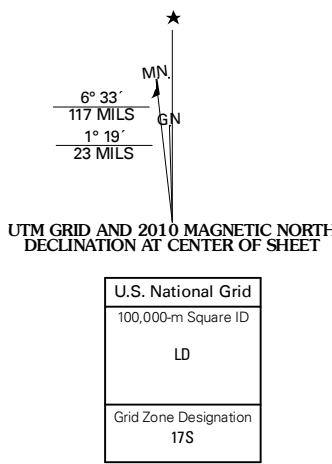 MN
6° 33´
117 MILS
GN
1° 19´
23 MILS
UTM GRID AND 2010 MAGNETIC NORTH
DECLINATION AT CENTER OF SHEET
U.S. National Grid
100,000-m Square ID
LD
Grid Zone Designation
17S